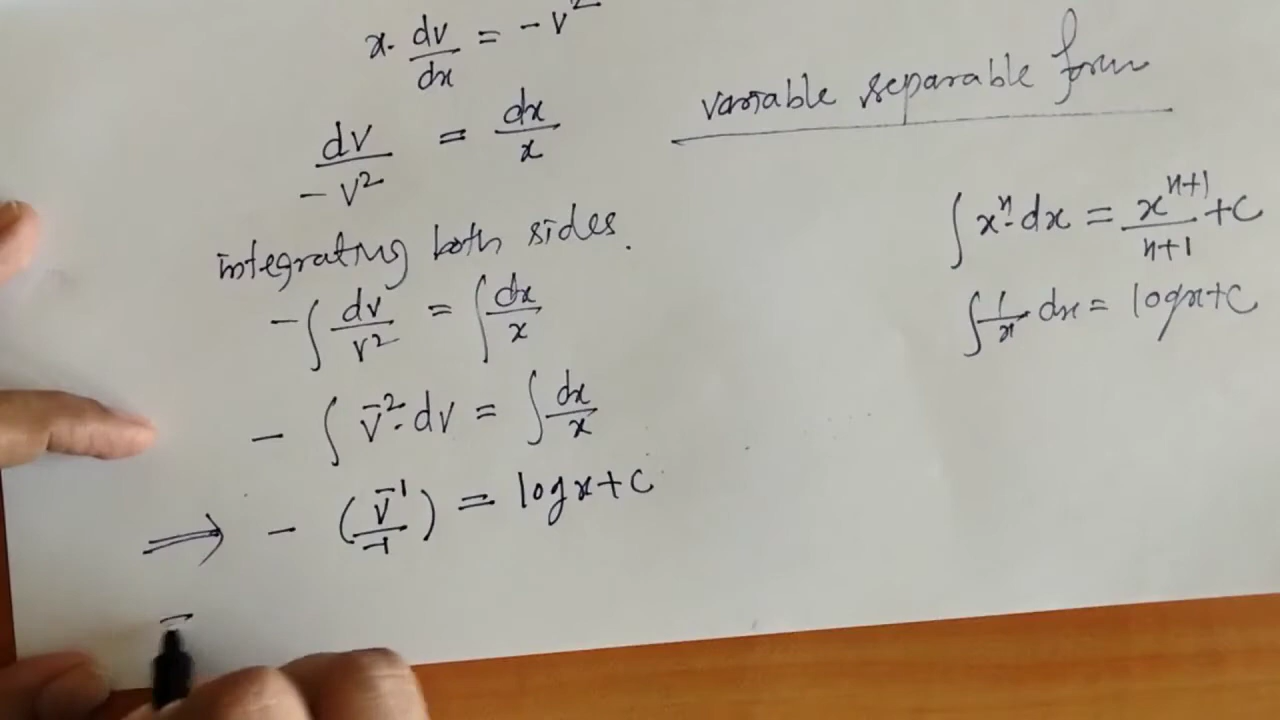 x. dv/dx = - v²
dv/- v² = dx/x
variable separable form
integrating both sides.
- ∫ dv/v² = ∫ dx/x
- ∫ v⁻². dv = ∫ dx/x
⟹ - (v⁻¹/-1) = log x + c
∫ xⁿ. dx = xⁿ⁺¹/n+1 + c
∫ 1/x dx = log x + c